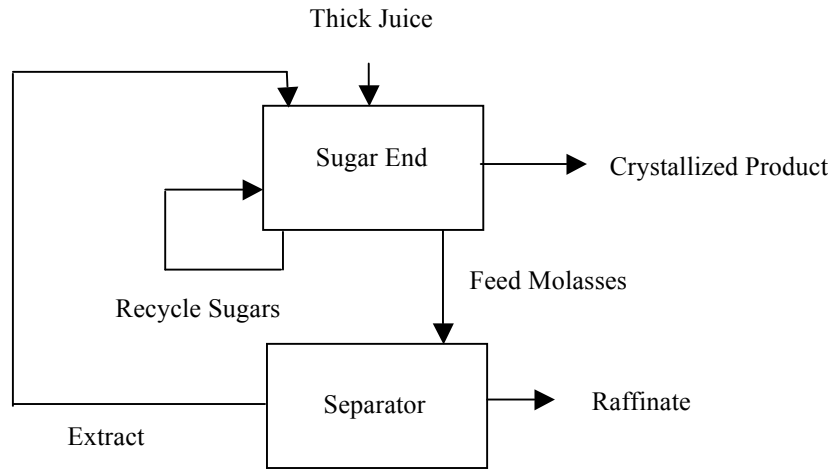 Thick Juice
Sugar End
Crystallized Product
Feed Molasses
Recycle Sugars
Separator
Raffinate
Extract